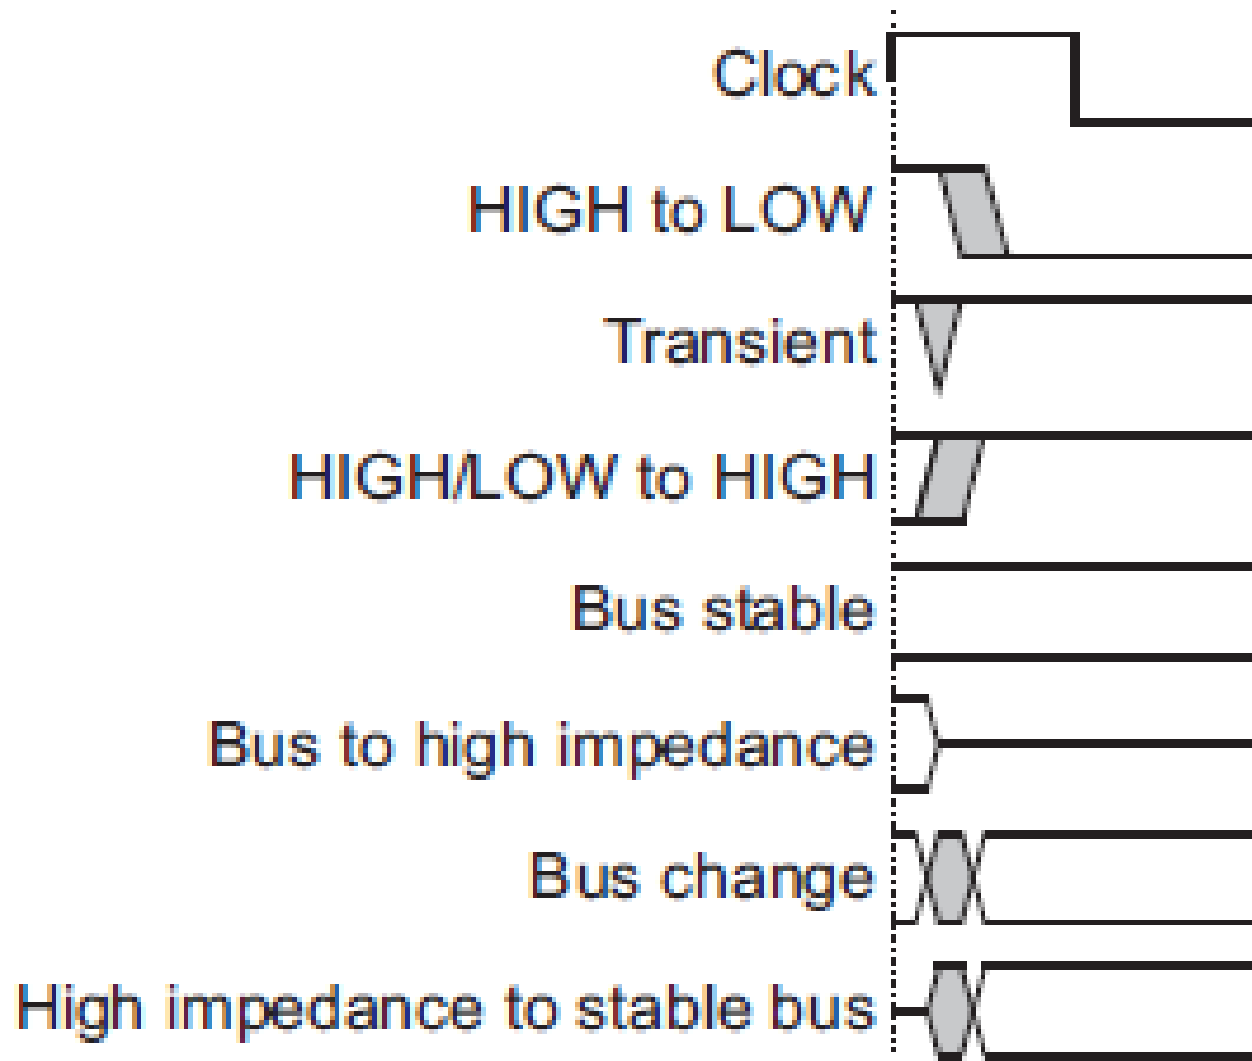 Clock
HIGH to LOW
Transient
HIGH/LOW to HIGH
Bus stable
Bus to high impedance
Bus change
High impedance to stable bus